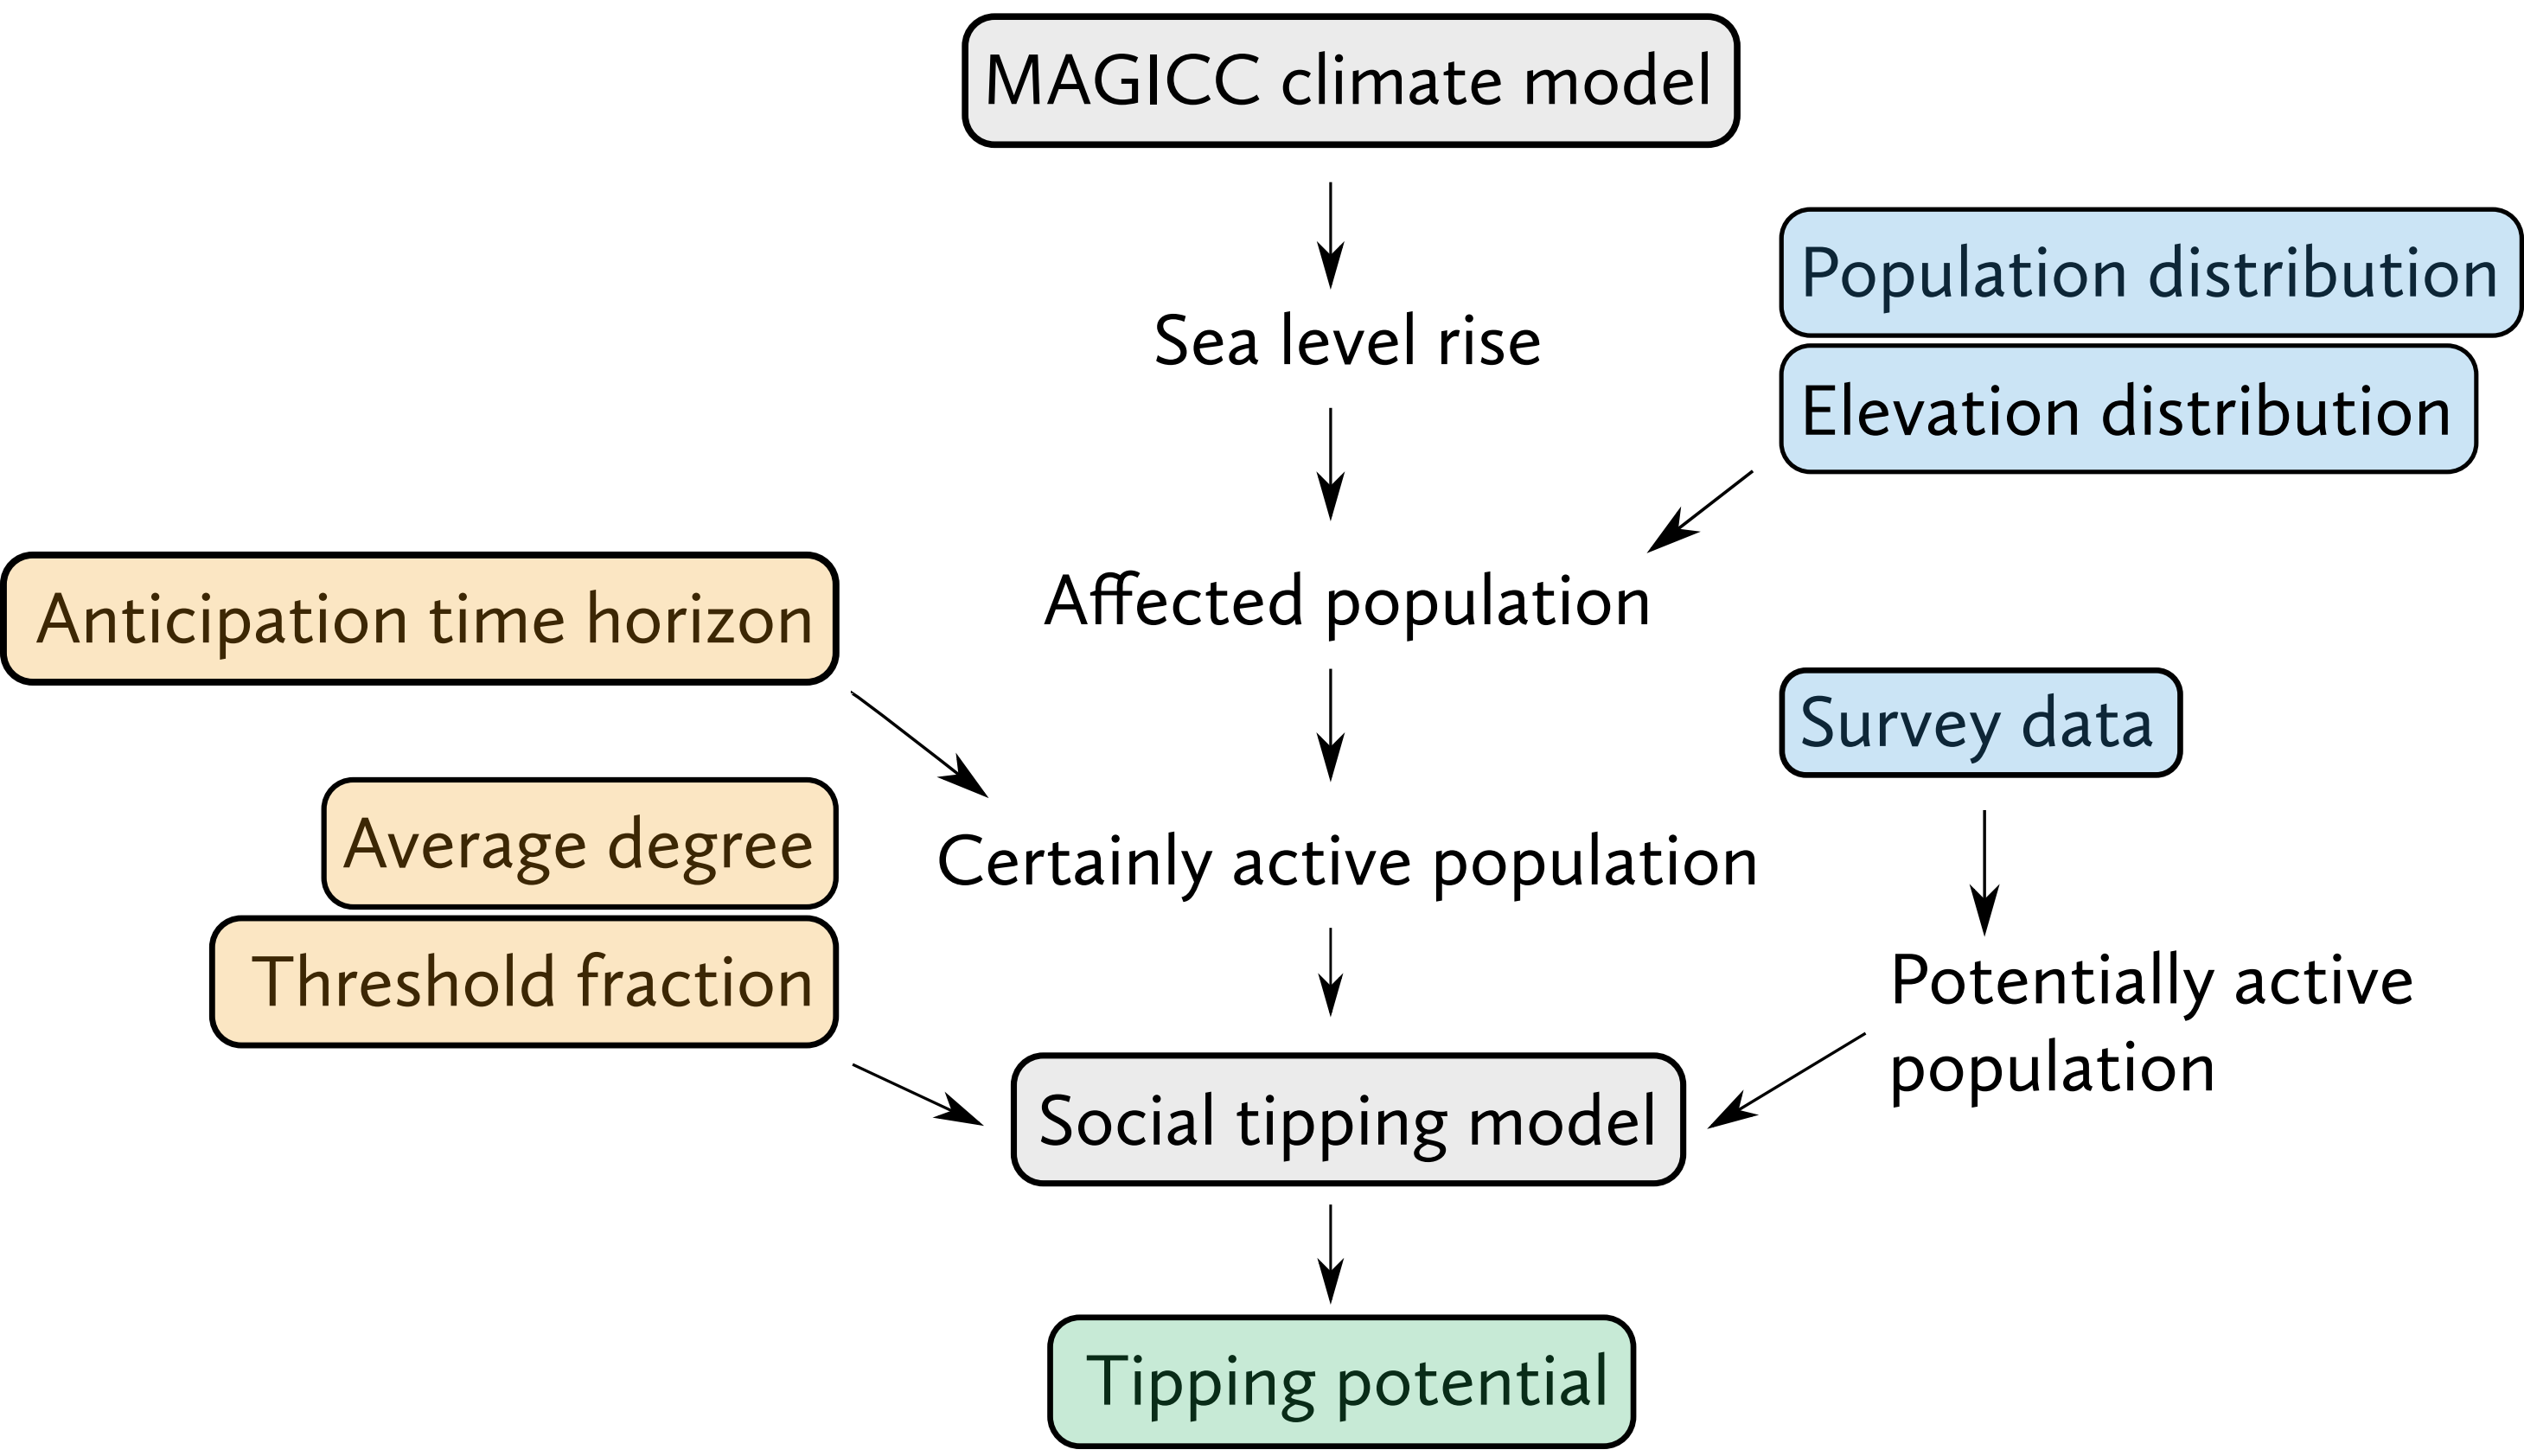 MAGICC climate model
Population distribution
Sea level rise
Elevation distribution
Affected population
Anticipation time horizon
Survey data
Average degree
Certainly active population
Threshold fraction
Potentially active
population
Social tipping model
Tipping potential